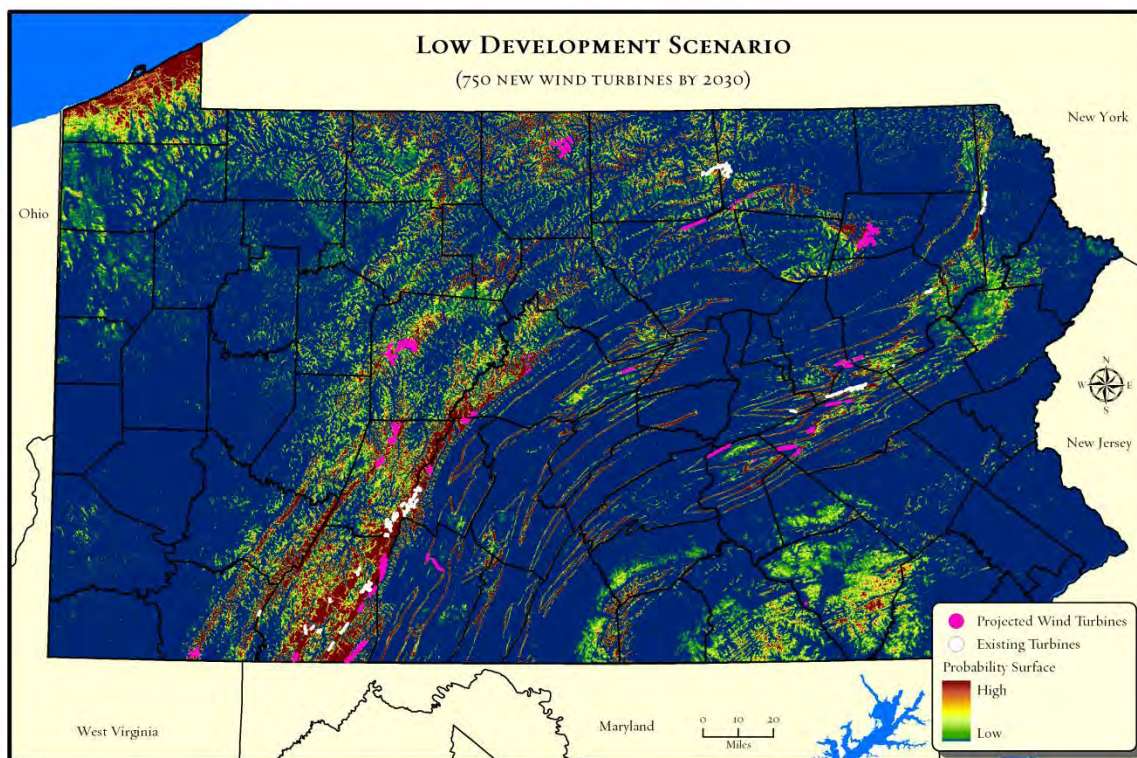 LOW DEVELOPMENT SCENARIO
(750 NEW WIND TURBINES BY 2030)
New York
Ohio
N
W E
S
New Jersey
Projected Wind Turbines
Existing Turbines
Probability Surface
High
Low
West Virginia
Maryland
0 10 20
Miles